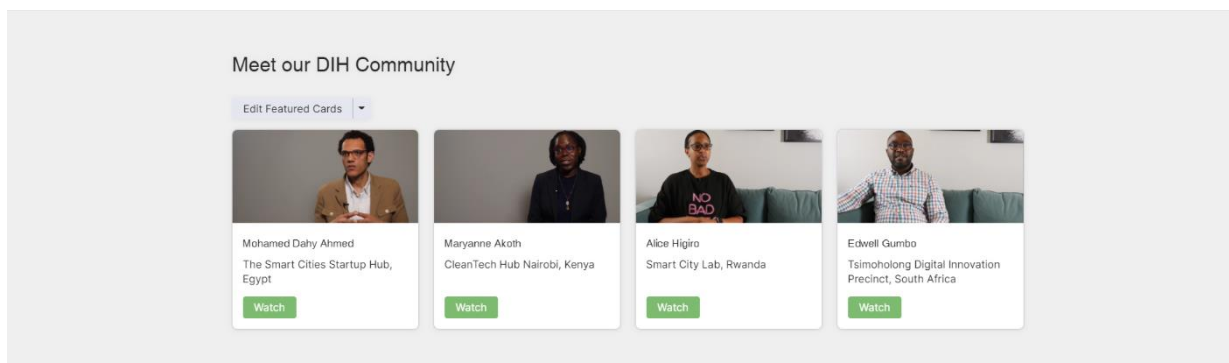 Meet our DIH Community
Edit Featured Cards
NO
BAD
Mohamed Dahy Ahmed
The Smart Cities Startup Hub,
Egypt
Watch
Maryanne Akoth
CleanTech Hub Nairobi, Kenya
Watch
Alice Higiro
Smart City Lab, Rwanda
Watch
Edwell Gumbo
Tsimoholong Digital Innovation
Precinct, South Africa
Watch